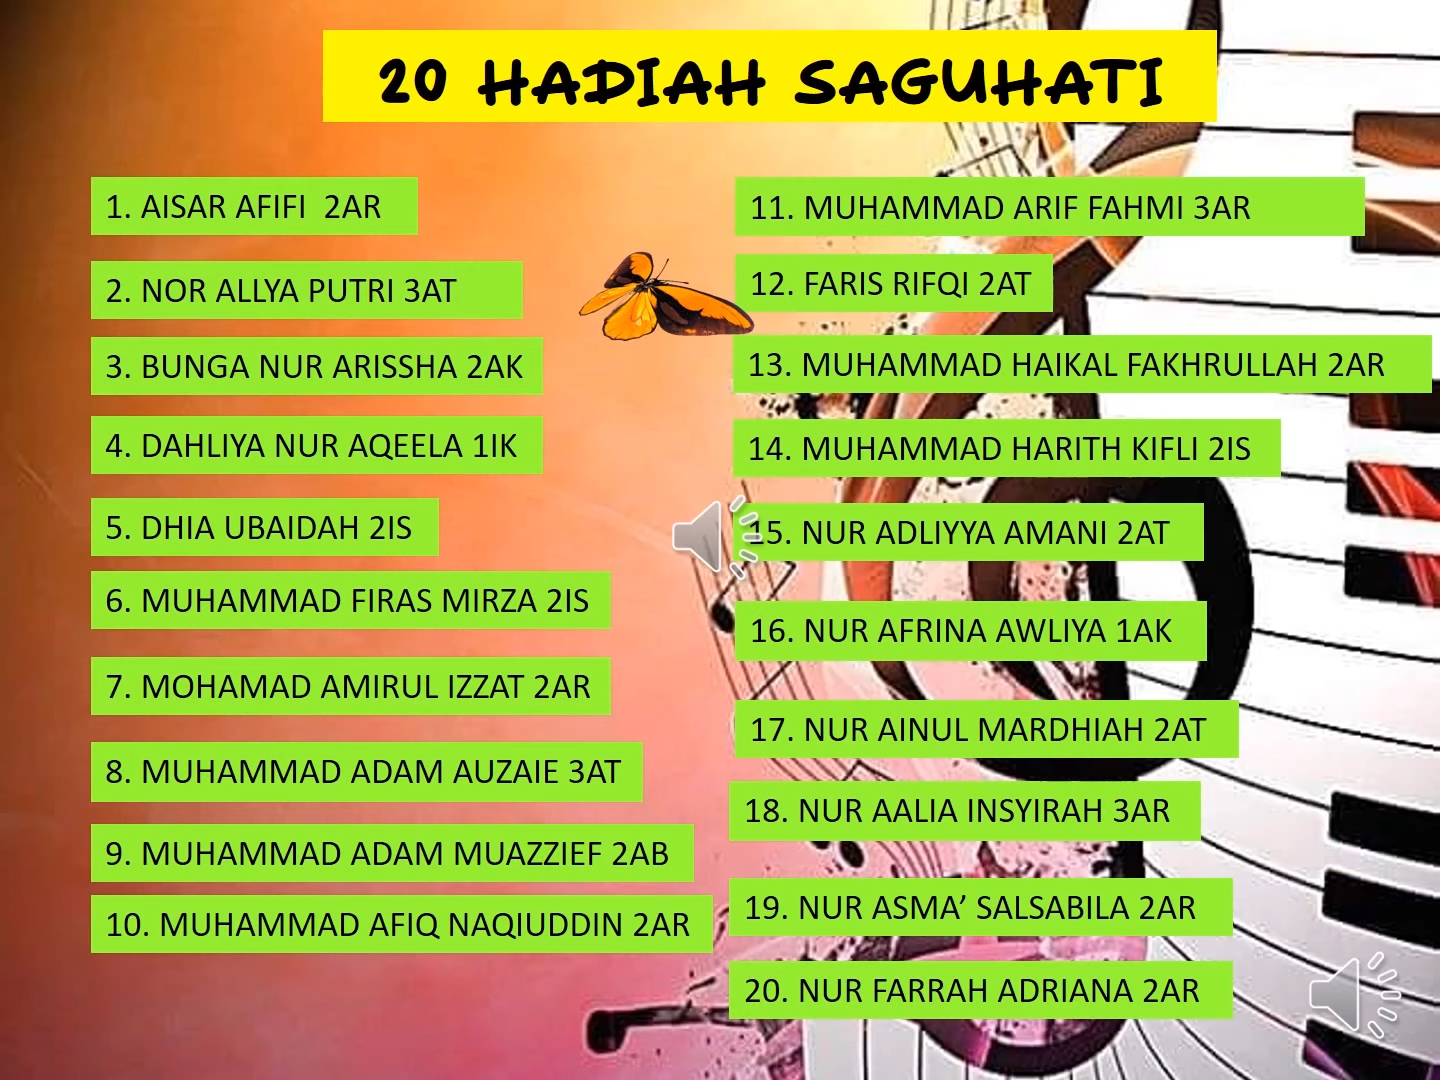 20 HADIAH SAGUHATI
1. AISAR AFIFI  2AR
2. NOR ALLYA PUTRI 3AT
3. BUNGA NUR ARISSHA 2AK
4. DAHLIYA NUR AQEELA 1IK
5. DHIA UBAIDAH 2IS
6. MUHAMMAD FIRAS MIRZA 2IS
7. MOHAMAD AMIRUL IZZAT 2AR
8. MUHAMMAD ADAM AUZAIE 3AT
9. MUHAMMAD ADAM MUAZZIEF 2AB
10. MUHAMMAD AFIQ NAQIUDDIN 2AR
11. MUHAMMAD ARIF FAHMI 3AR
12. FARIS RIFQI 2AT
13. MUHAMMAD HAIKAL FAKHRULLAH 2AR
14. MUHAMMAD HARITH KIFLI 2IS
15. NUR ADLIYYA AMANI 2AT
16. NUR AFRINA AWLIYA 1AK
17. NUR AINUL MARDHIAH 2AT
18. NUR AALIA INSYIRAH 3AR
19. NUR ASMA’ SALSABILA 2AR
20. NUR FARRAH ADRIANA 2AR